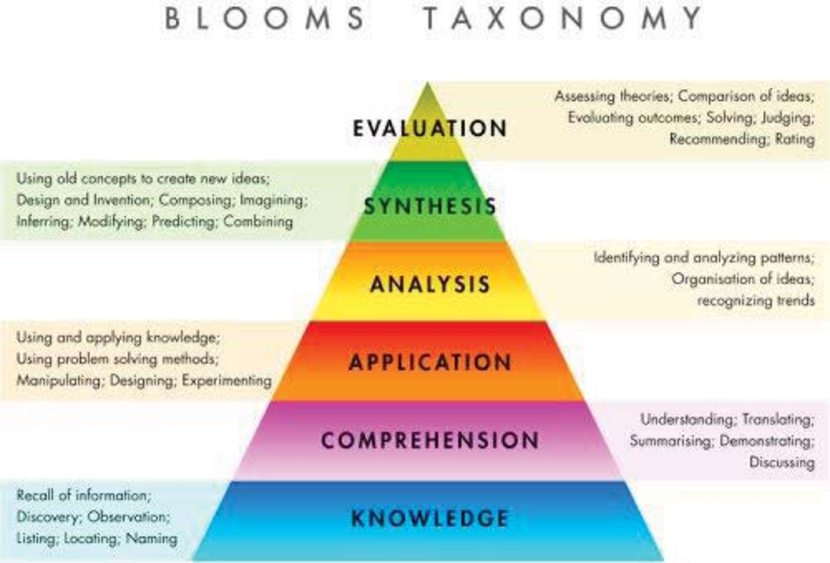 BLOOMS TAXONOMY
EVALUATION
Assessing theories; Comparison of ideas;
Evaluating outcomes; Solving; Judging;
Recommending; Rating
Using old concepts to create new ideas;
Design and Invention; Composing; Imagining;
Inferring; Modifying; Predicting; Combining
SYNTHESIS
ANALYSIS
Identifying and analyzing patterns;
Organisation of ideas;
recognizing trends
Using and applying knowledge;
Using problem solving methods;
Manipulating; Designing; Experimenting
APPLICATION
COMPREHENSION
Understanding; Translating;
Summarising; Demonstrating;
Discussing
Recall of information;
Discovery; Observation;
Listing; Locating; Naming
KNOWLEDGE